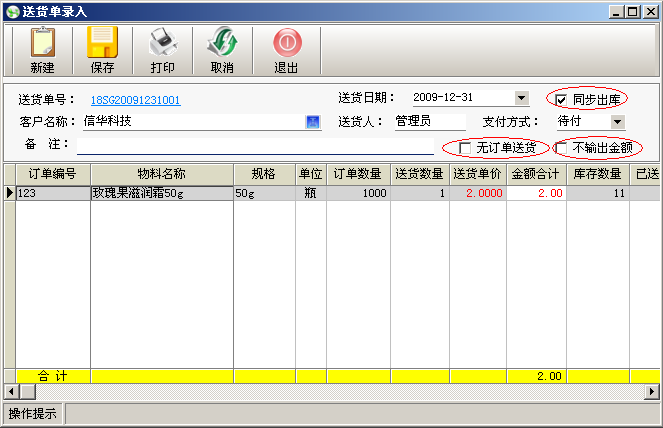 送货单录入
新建 保存 打印 取消 退出
送货单号： 18SG20091231001 送货日期： 2009-12-31 同步出库
客户名称： 信华科技 送货人： 管理员 支付方式： 待付
备 注： 无订单送货 不输出金额
订单编号 物料名称 规格 单位 订单数量 送货数量 送货单价 金额合计 库存数量 已送
123 玫瑰果滋润霜50g 50g 瓶 1000 1 2.0000 2.00 11
合 计 2.00
操作提示